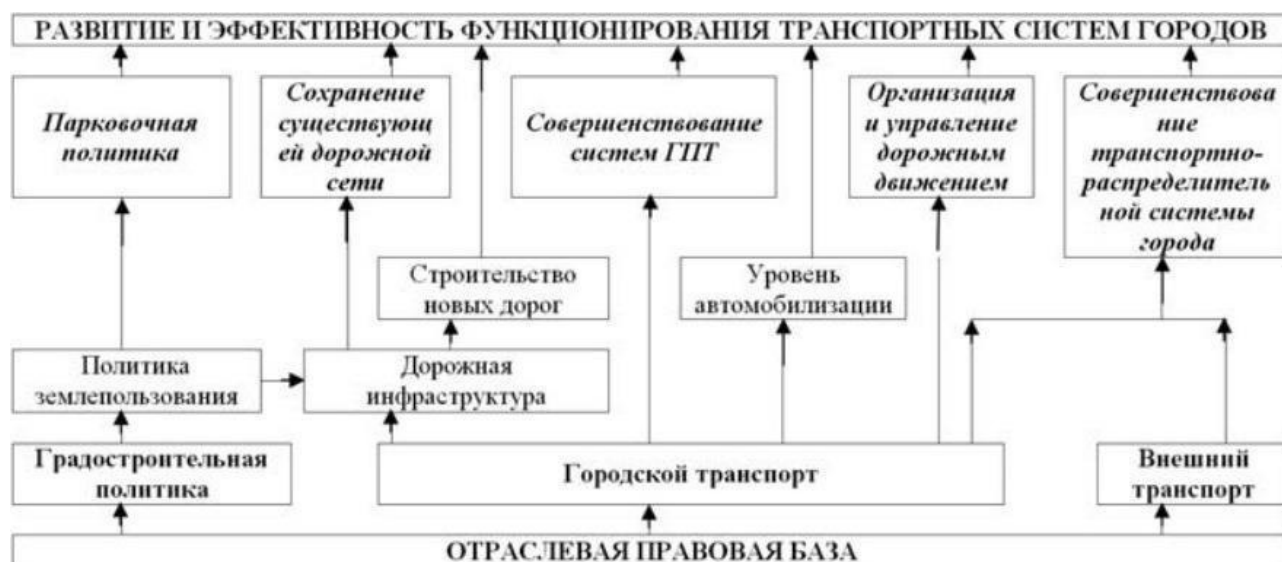 РАЗВИТИЕ И ЭФФЕКТИВНОСТЬ ФУНКЦИОНИРОВАНИЯ ТРАНСПОРТНЫХ СИСТЕМ ГОРОДОВ
Парковочная
политика
Сохранение
существующ
ей дорожной
сети
Совершенствование
систем ГПТ
Организация
и управление
дорожным
движением
Совершенствова
ние
транспортно-
распределитель
ной системы
города
Строительство
новых дорог
Уровень
автомобилизации
Политика
землепользования
Дорожная
инфраструктура
Градостроительная
политика
Городской транспорт
Внешний
транспорт
ОТРАСЛЕВАЯ ПРАВОВАЯ БАЗА